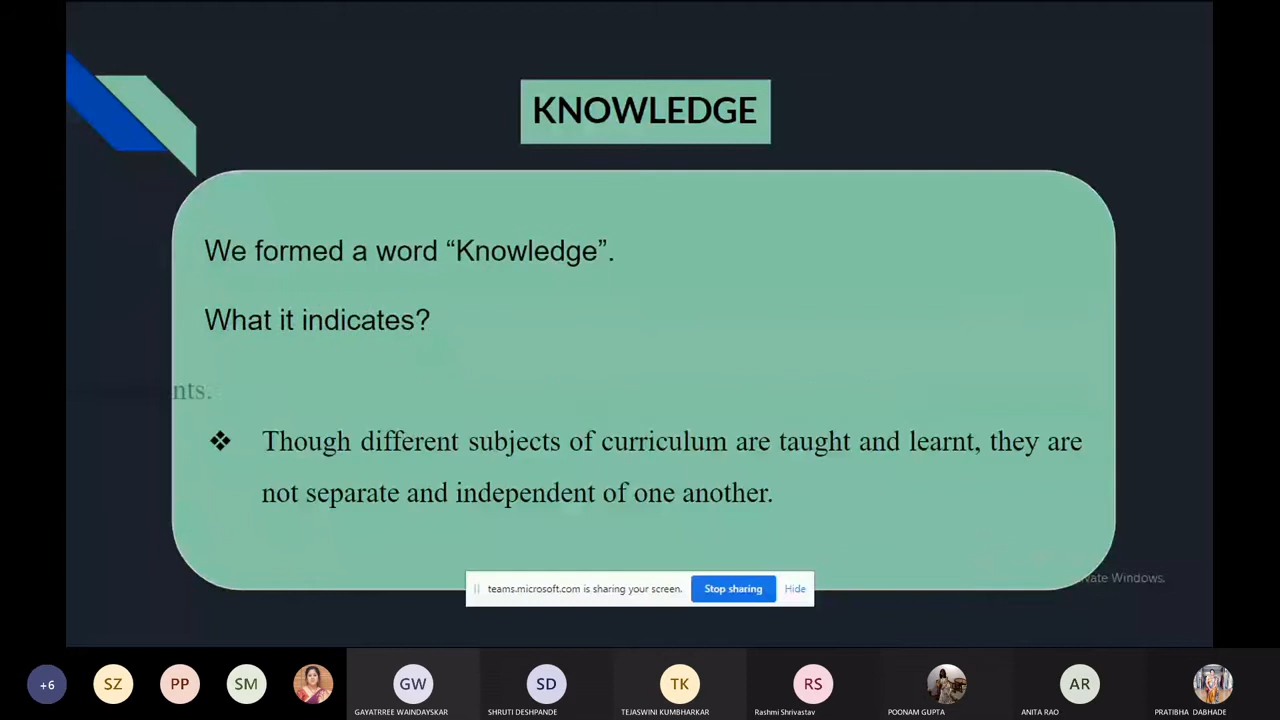 KNOWLEDGE
We formed a word “Knowledge”.
What it indicates?
nts.
❖ Though different subjects of curriculum are taught and learnt, they are
not separate and independent of one another.
vate Windows.
teams.microsoft.com is sharing your screen. Stop sharing Hide
+6 SZ PP SM GW SD TK RS AR
GAYATRREE WAINDAYSKAR SHRUTI DESHPANDE TEJASWINI KUMBHARKAR Rashmi Shrivastav POONAM GUPTA ANITA RAO PRATIBHA DABHADE